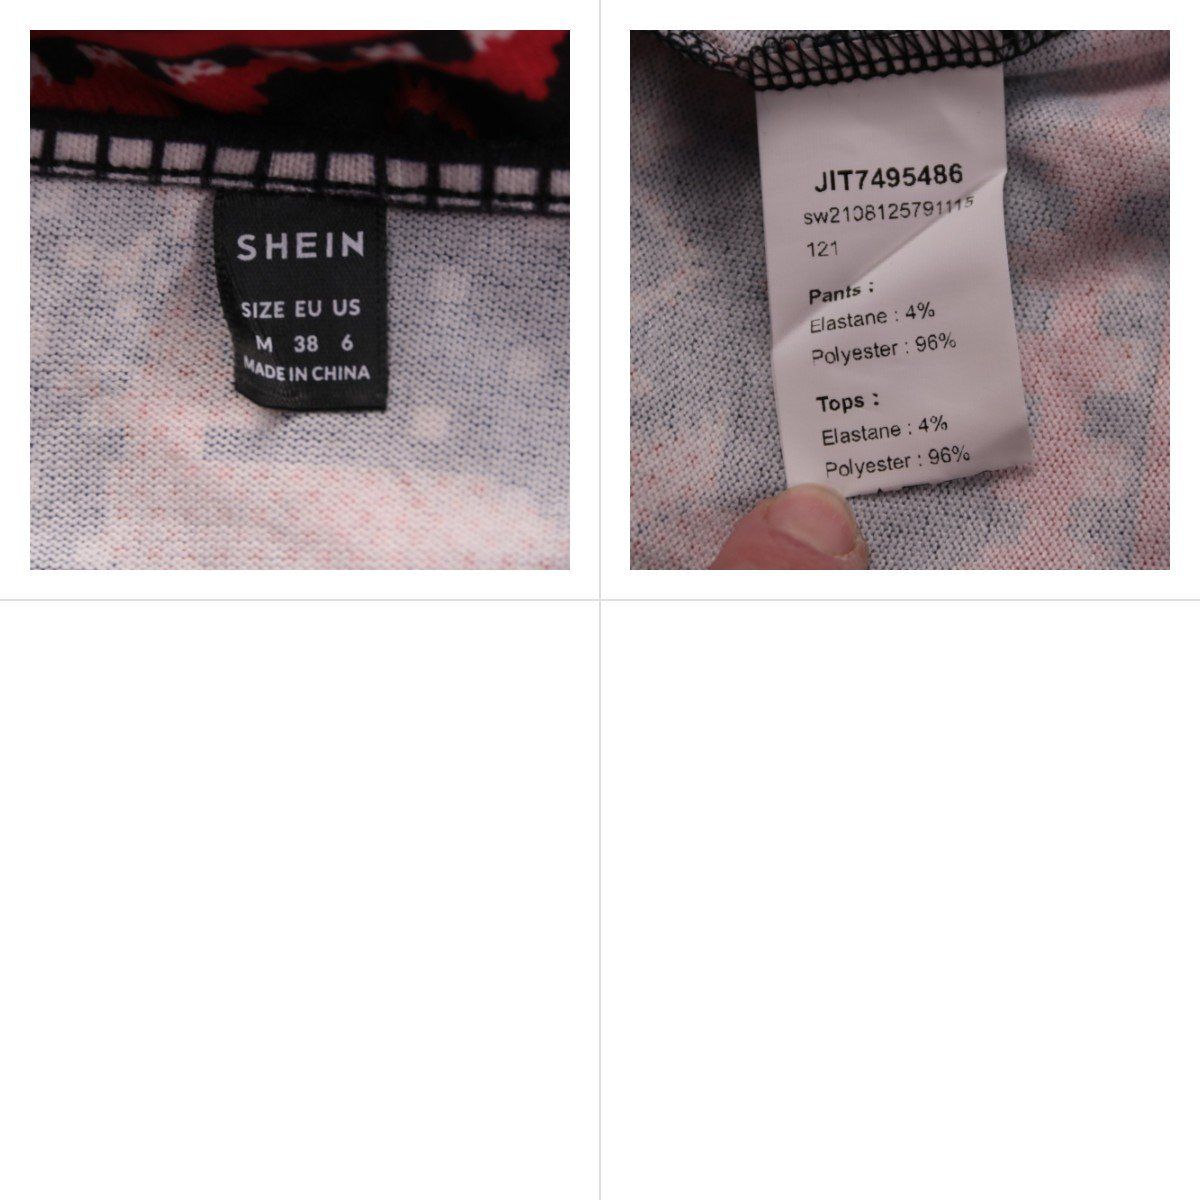 SHEIN
SIZE EU US
M 38 6
MADE IN CHINA
JIT7495486
sw2108125791115
121
Pants :
Elastane : 4%
Polyester : 96%
Tops :
Elastane : 4%
Polyester : 96%